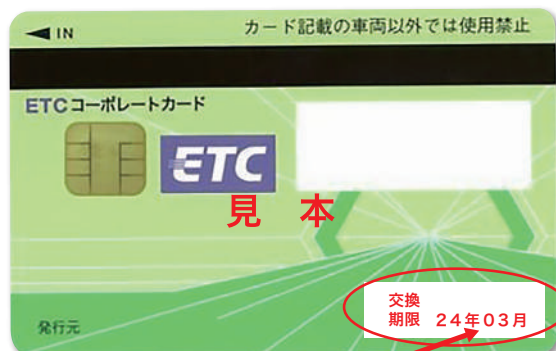 IN
カード記載の車両以外では使用禁止
ETCコーポレートカード
ETC
見 本
交換
期限 24年03月
発行元